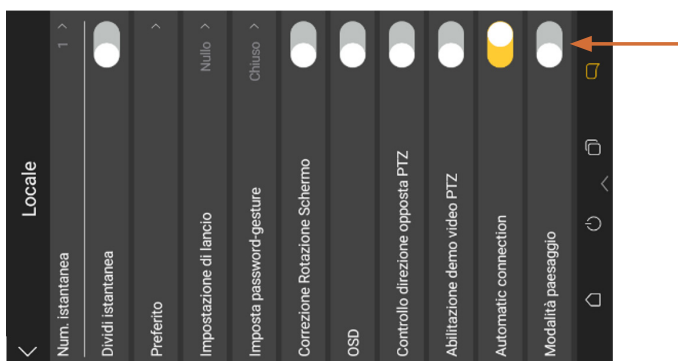 Locale
Num. istantanea 1
Dividi istantanea
Preferito
Impostazione di lancio Nullo
Imposta password-gesture Chiuso
Correzione Rotazione Schermo
OSD
Controllo direzione opposta PTZ
Abilitazione demo video PTZ
Automatic connection
Modalità paesaggio